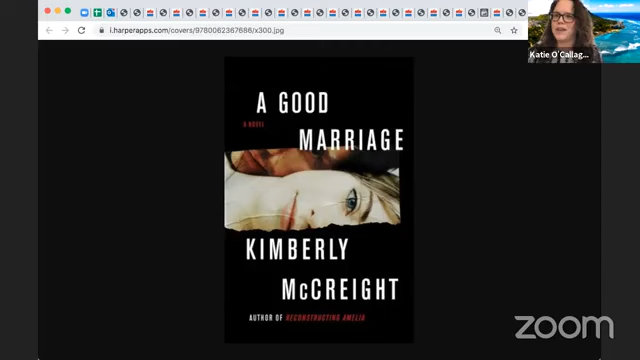 i.harperapps.com/covers/9780062367686/x300.jpg
Katie O'Callag...
A GOOD
A NOVEL
MARRIAGE
KIMBERLY
McCREIGHT
AUTHOR OF RECONSTRUCTING AMELIA
zoom